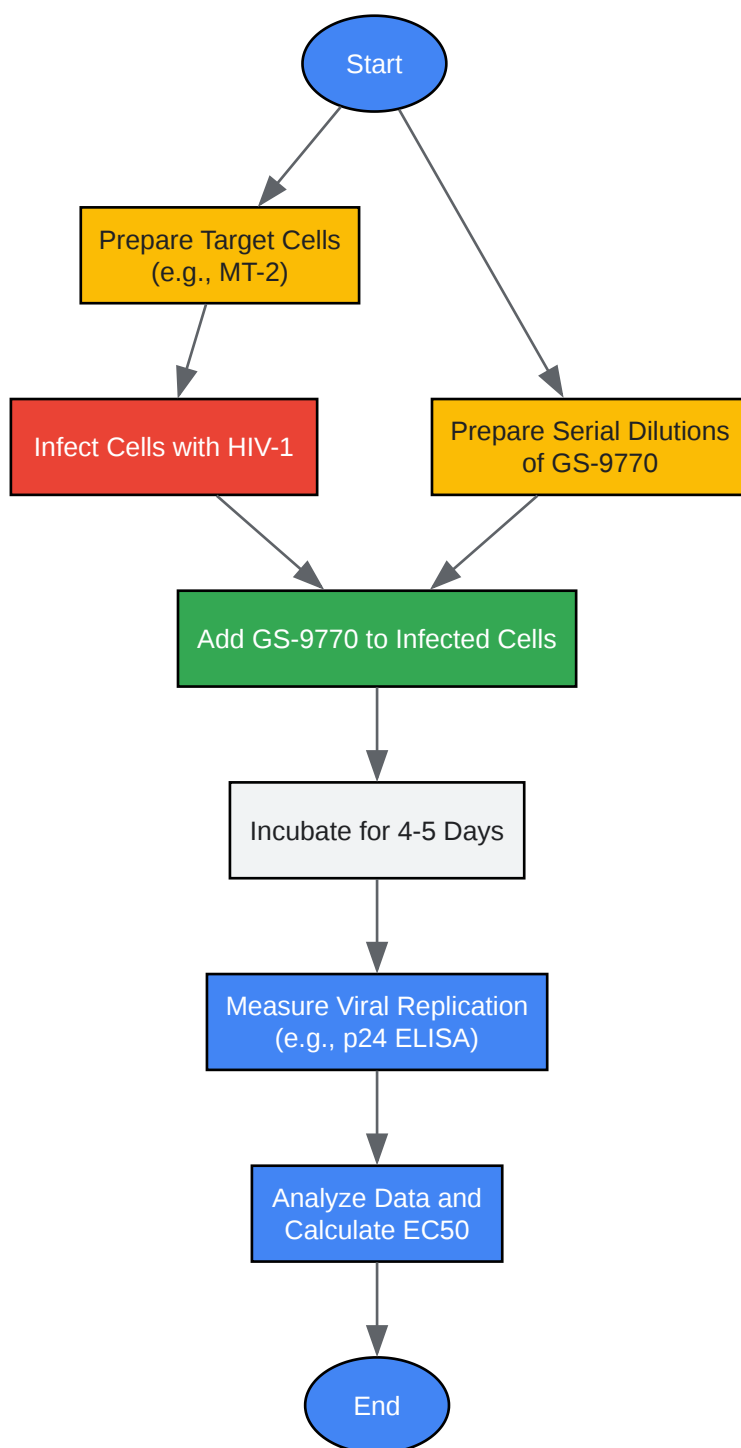 Start
Prepare Target Cells
(e.g., MT-2)
Infect Cells with HIV-1
Prepare Serial Dilutions
of GS-9770
Add GS-9770 to Infected Cells
Incubate for 4-5 Days
Measure Viral Replication
(e.g., p24 ELISA)
Analyze Data and
Calculate EC50
End